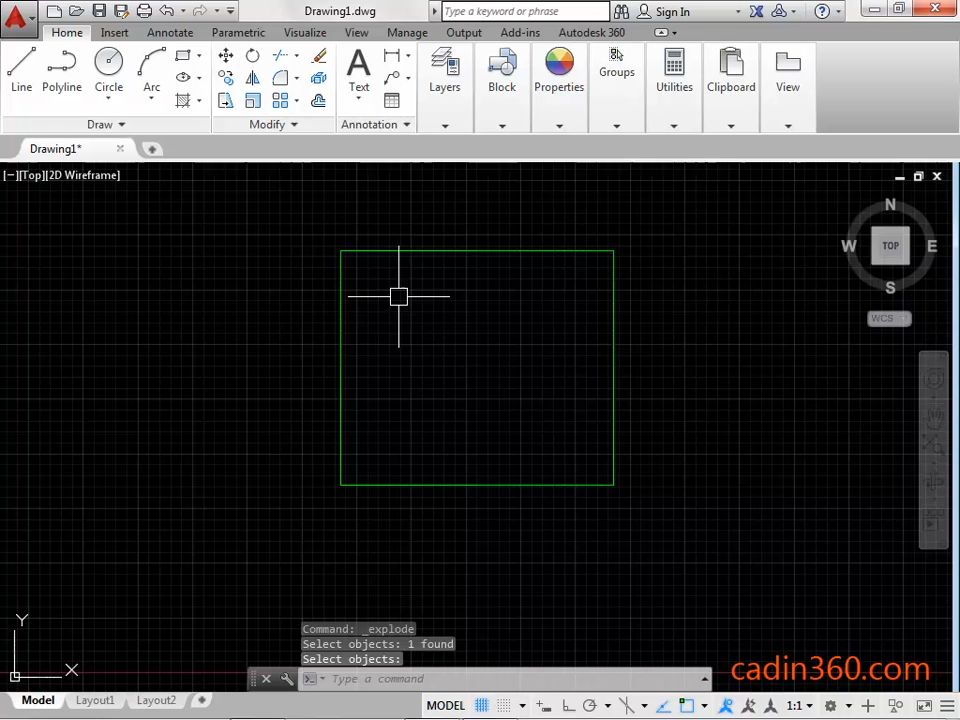 Drawing1.dwg
Type a keyword or phrase
Sign In
Home Insert Annotate Parametric View Manage Output Add-ins Autodesk 360
Line Polyline Circle Arc
Text
Layers Block Properties Groups Utilities Clipboard View
Draw Modify Annotation
Drawing1*
[−][Top][2D Wireframe]
N
W TOP E
S
WCS
Command: _explode
Select objects: 1 found
Select objects:
Type a command
Y
X
cadin360.com
Model Layout1 Layout2
MODEL 1:1